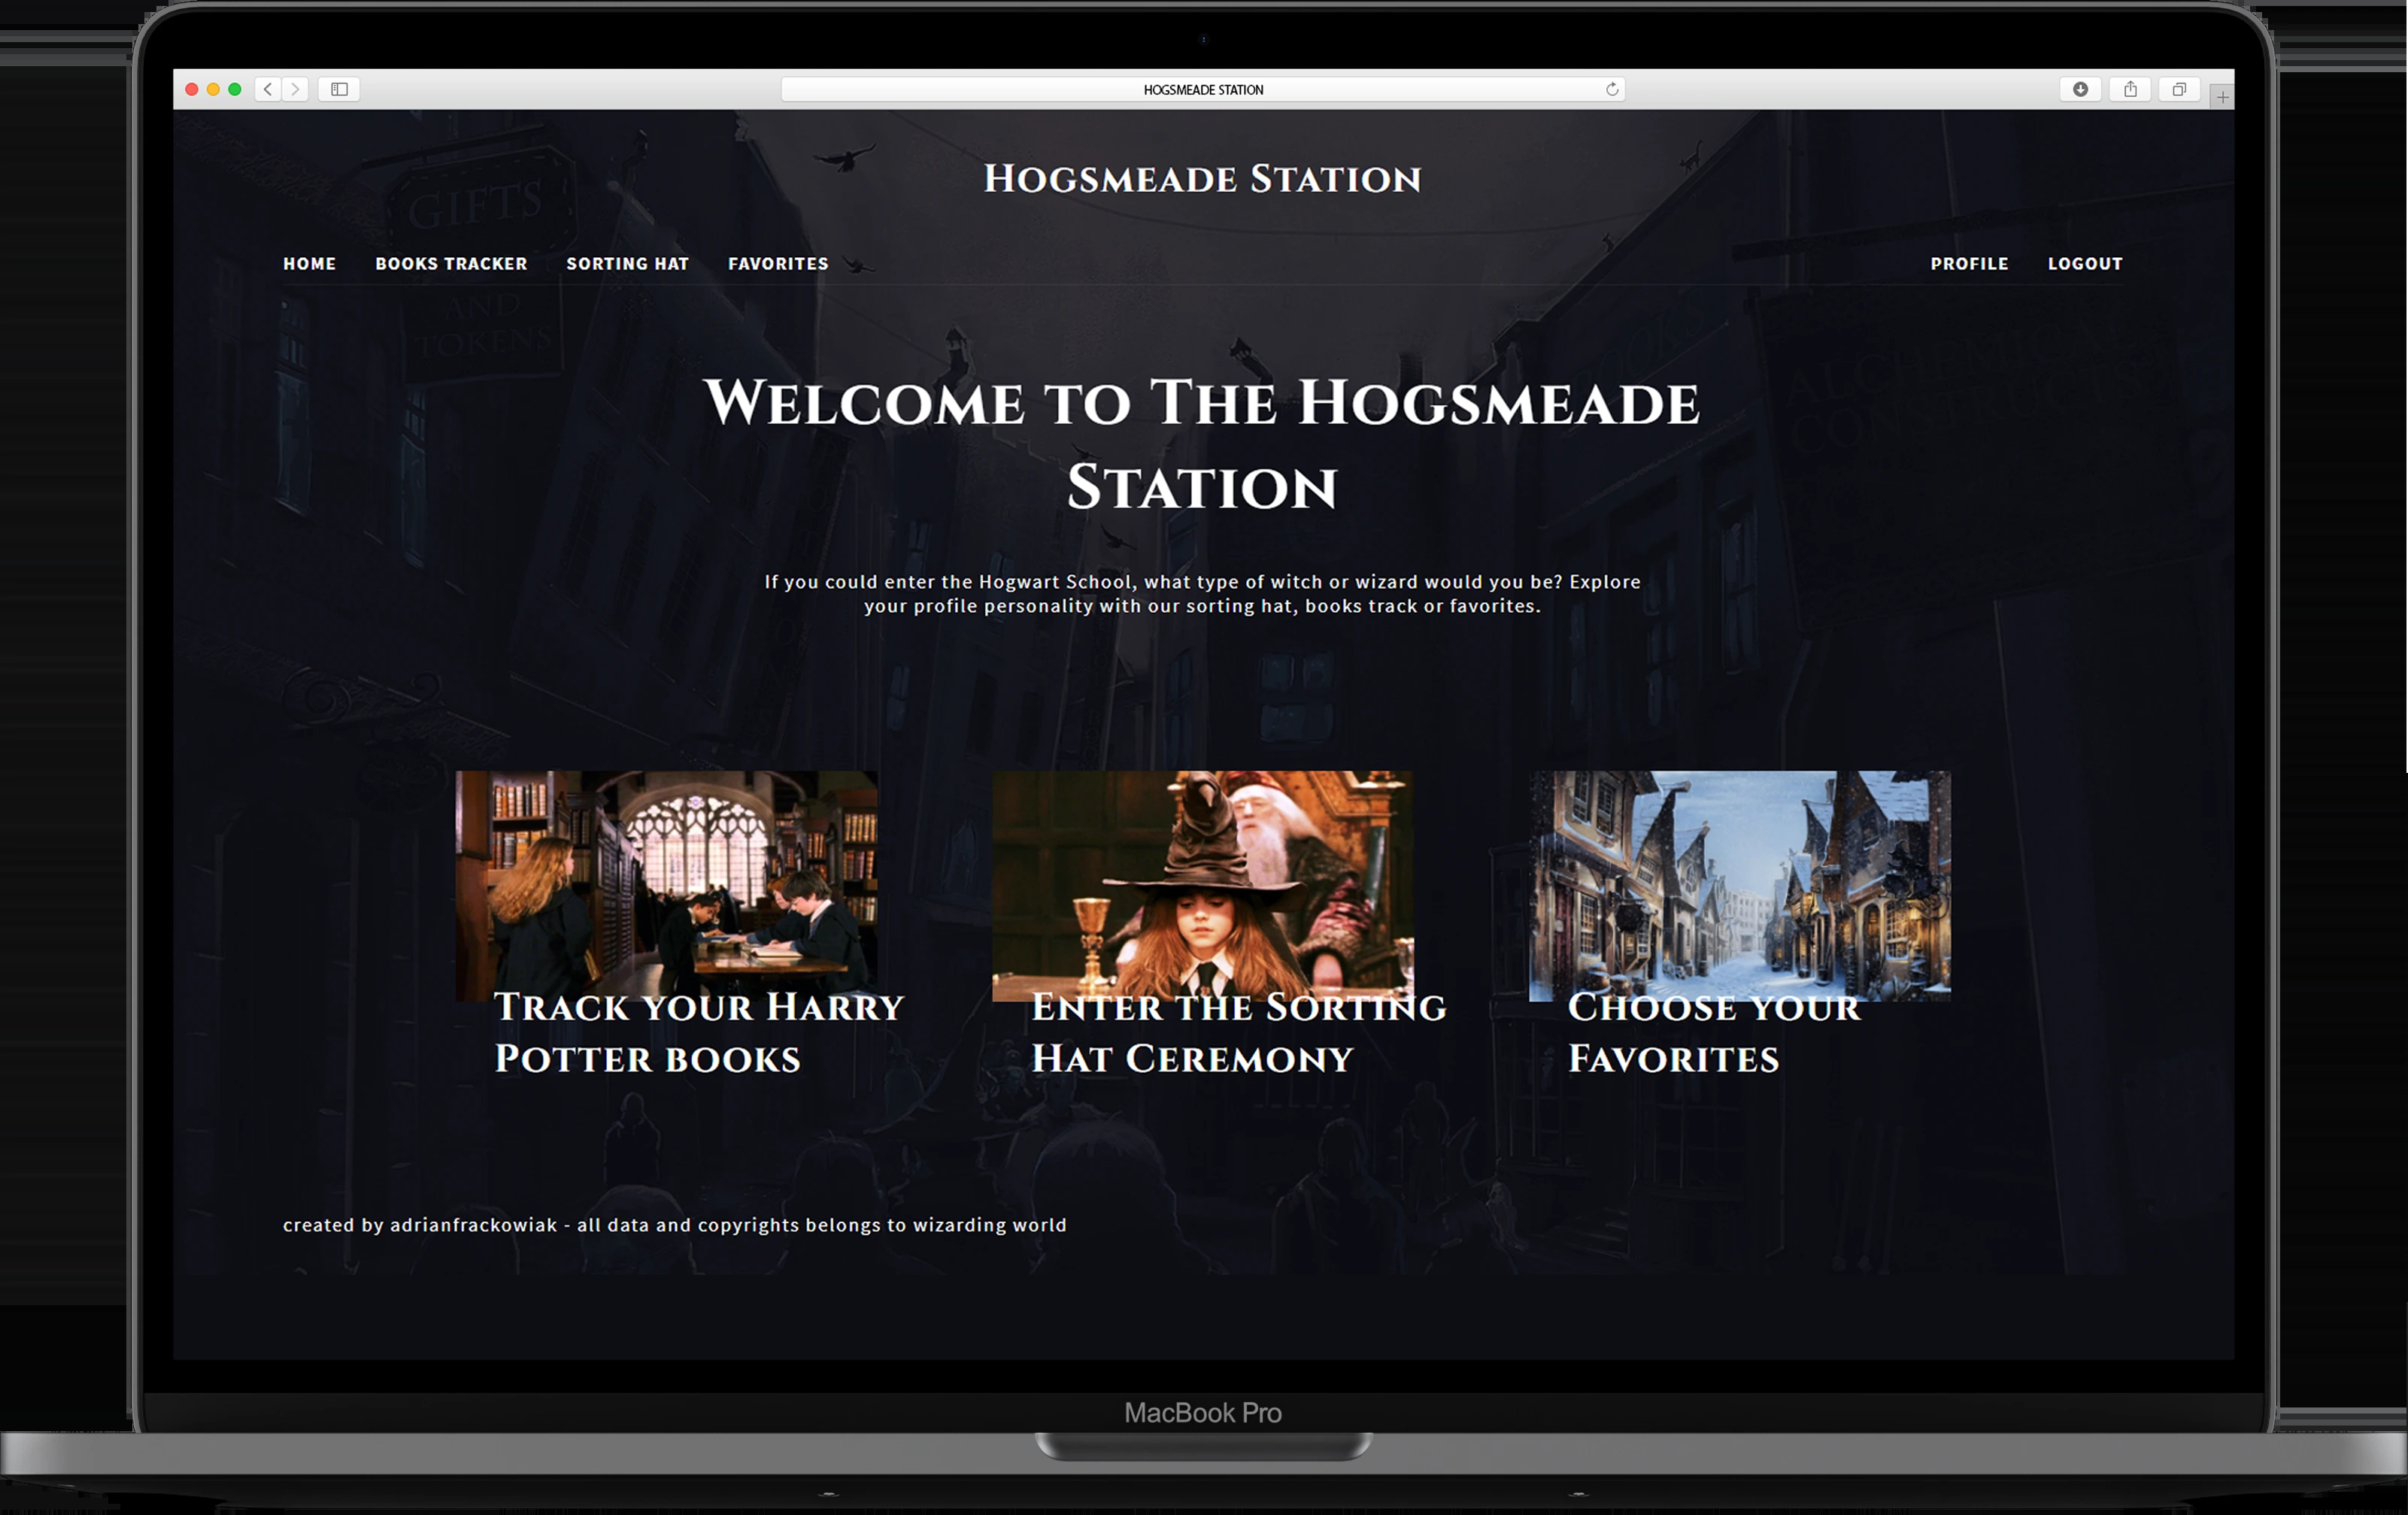 HOGSMEADE STATION
Hogsmeade Station
HOME BOOKS TRACKER SORTING HAT FAVORITES PROFILE LOGOUT
GIFTS
AND
TOKENS
Welcome to The Hogsmeade
Station
If you could enter the Hogwart School, what type of witch or wizard would you be? Explore
your profile personality with our sorting hat, books track or favorites.
Track your Harry
Potter books
Enter the Sorting
Hat Ceremony
Choose your
Favorites
created by adrianfrackowiak - all data and copyrights belongs to wizarding world
MacBook Pro